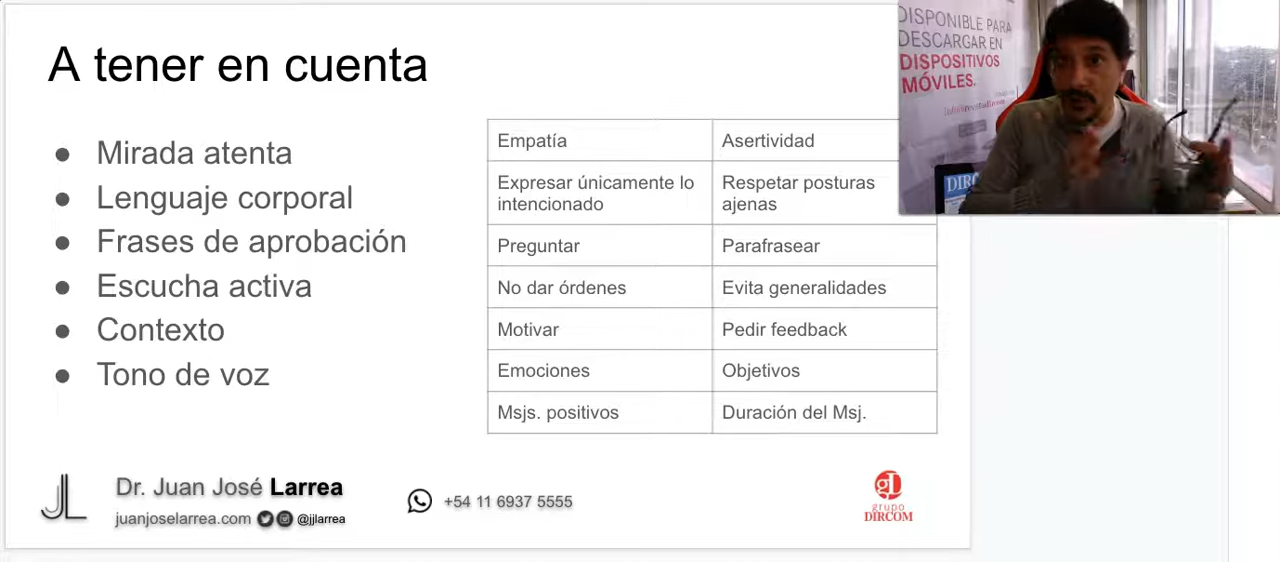 A tener en cuenta
● Mirada atenta
● Lenguaje corporal
● Frases de aprobación
● Escucha activa
● Contexto
● Tono de voz
Empatía Asertividad
Expresar únicamente lo intencionado Respetar posturas ajenas
Preguntar Parafrasear
No dar órdenes Evita generalidades
Motivar Pedir feedback
Emociones Objetivos
Msjs. positivos Duración del Msj.
DISPONIBLE PARA
DESCARGAR EN
DISPOSITIVOS
MÓVILES.
DIRC
JL
Dr. Juan José Larrea
juanjoselarrea.com @jjlarrea
+54 11 6937 5555
gL
grupo
DIRCOM